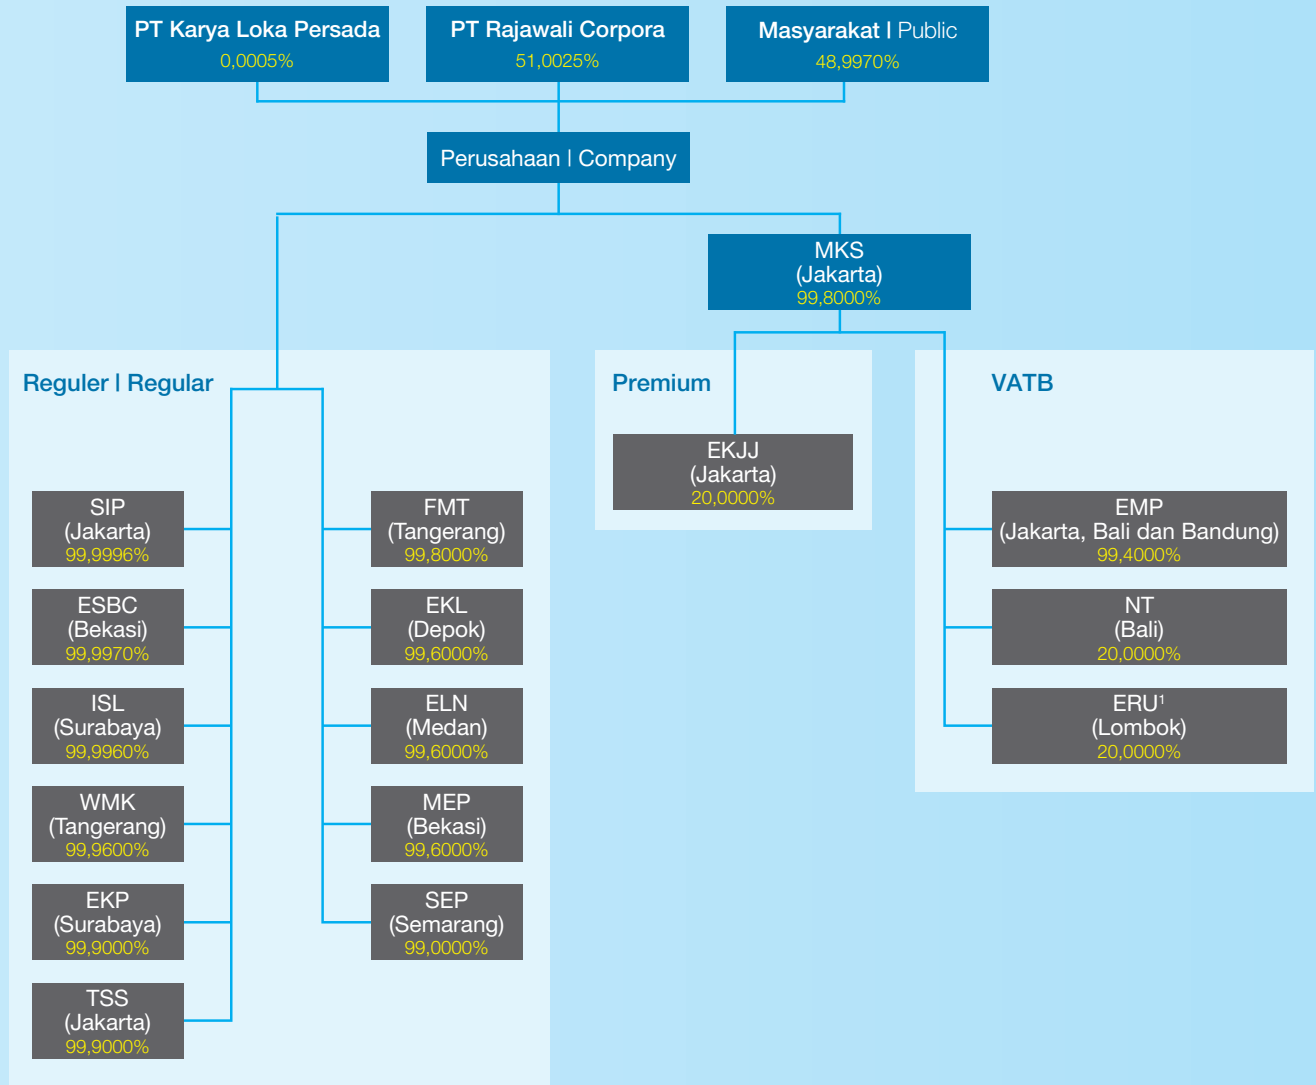 PT Karya Loka Persada
0,0005%
PT Rajawali Corpora
51,0025%
Masyarakat | Public
48,9970%
Perusahaan | Company
MKS
(Jakarta)
99,8000%
Reguler | Regular
SIP
(Jakarta)
99,9996%
ESBC
(Bekasi)
99,9970%
ISL
(Surabaya)
99,9960%
WMK
(Tangerang)
99,9600%
EKP
(Surabaya)
99,9000%
TSS
(Jakarta)
99,9000%
FMT
(Tangerang)
99,8000%
EKL
(Depok)
99,6000%
ELN
(Medan)
99,6000%
MEP
(Bekasi)
99,6000%
SEP
(Semarang)
99,0000%
Premium
EKJJ
(Jakarta)
20,0000%
VATB
EMP
(Jakarta, Bali dan Bandung)
99,4000%
NT
(Bali)
20,0000%
ERU¹
(Lombok)
20,0000%